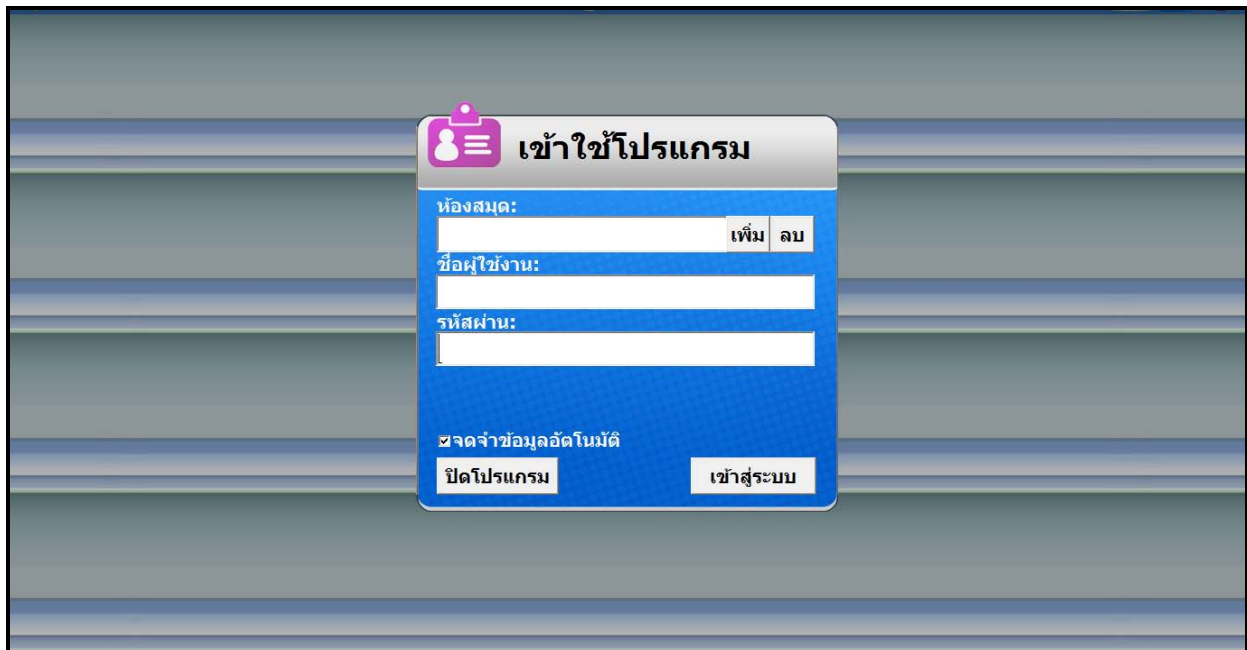 เข้าใช้โปรแกรม
ห้องสมุด:
เพิ่ม ลบ
ชื่อผู้ใช้งาน:
รหัสผ่าน:
จดจำข้อมูลอัตโนมัติ
ปิดโปรแกรม เข้าสู่ระบบ